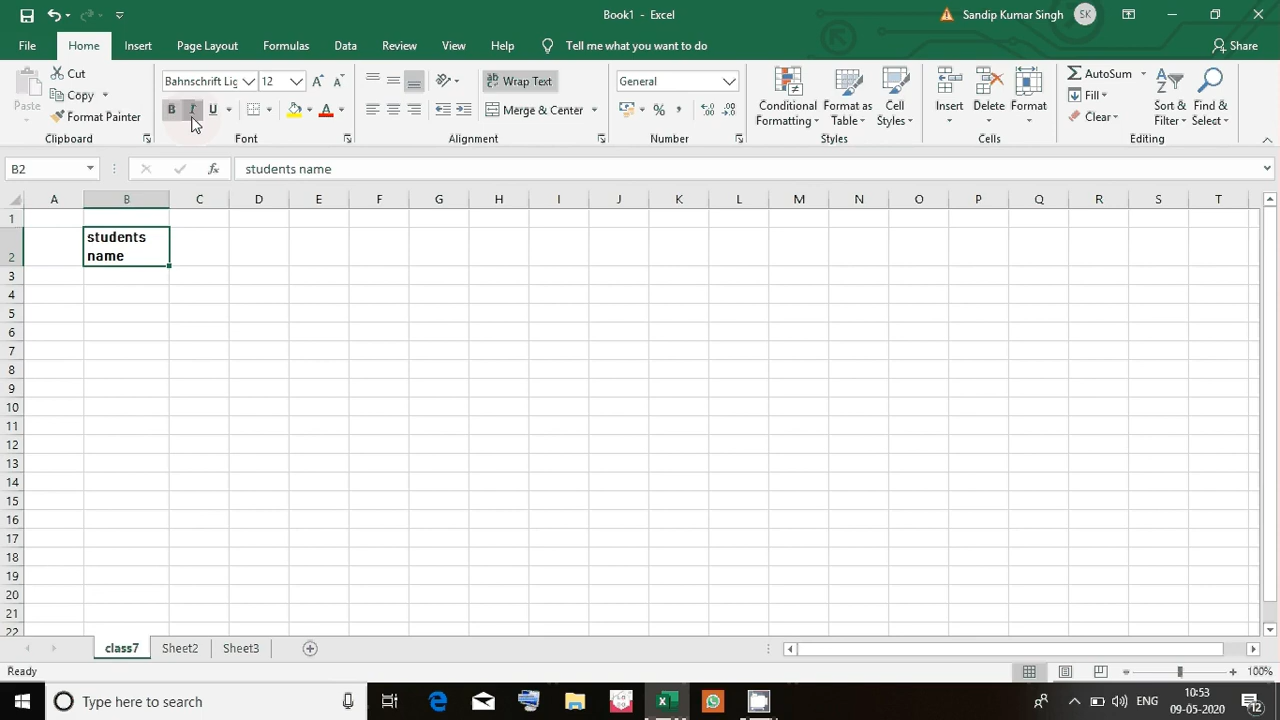 Book1 - Excel
Sandip Kumar Singh
SK
File
Home
Insert
Page Layout
Formulas
Data
Review
View
Help
Tell me what you want to do
Share
Paste
Cut
Copy
Format Painter
Clipboard
Bahnschrift Lig
12
B I U
Font
Wrap Text
Merge & Center
Alignment
General
%
Number
Conditional
Formatting
Format as
Table
Cell
Styles
Styles
Insert
Delete
Format
Cells
AutoSum
Fill
Clear
Sort &
Filter
Find &
Select
Editing
B2
fx
students name
A B C D E F G H I J K L M N O P Q R S T
1
2
students
name
3
4
5
6
7
8
9
10
11
12
13
14
15
16
17
18
19
20
21
22
class7
Sheet2
Sheet3
Ready
100%
Type here to search
ENG
10:53
09-05-2020
12